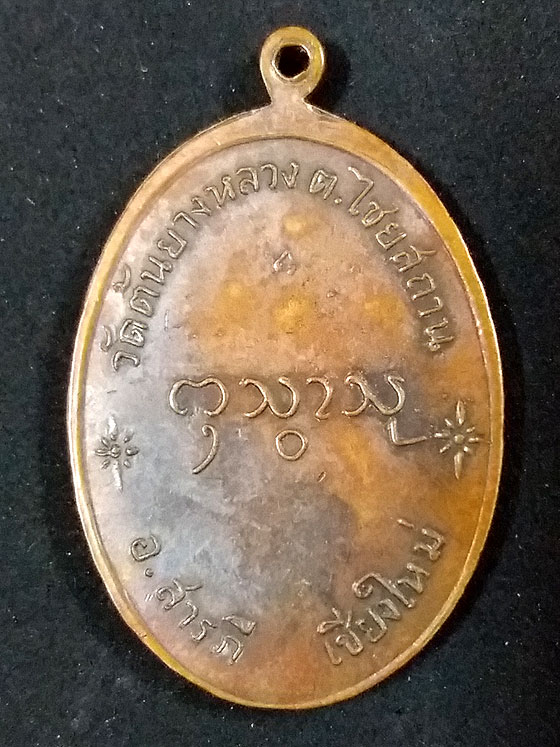 วัดต้นยางหลวง ต.ไชยสถาน
อ.สารภี เชียงใหม่